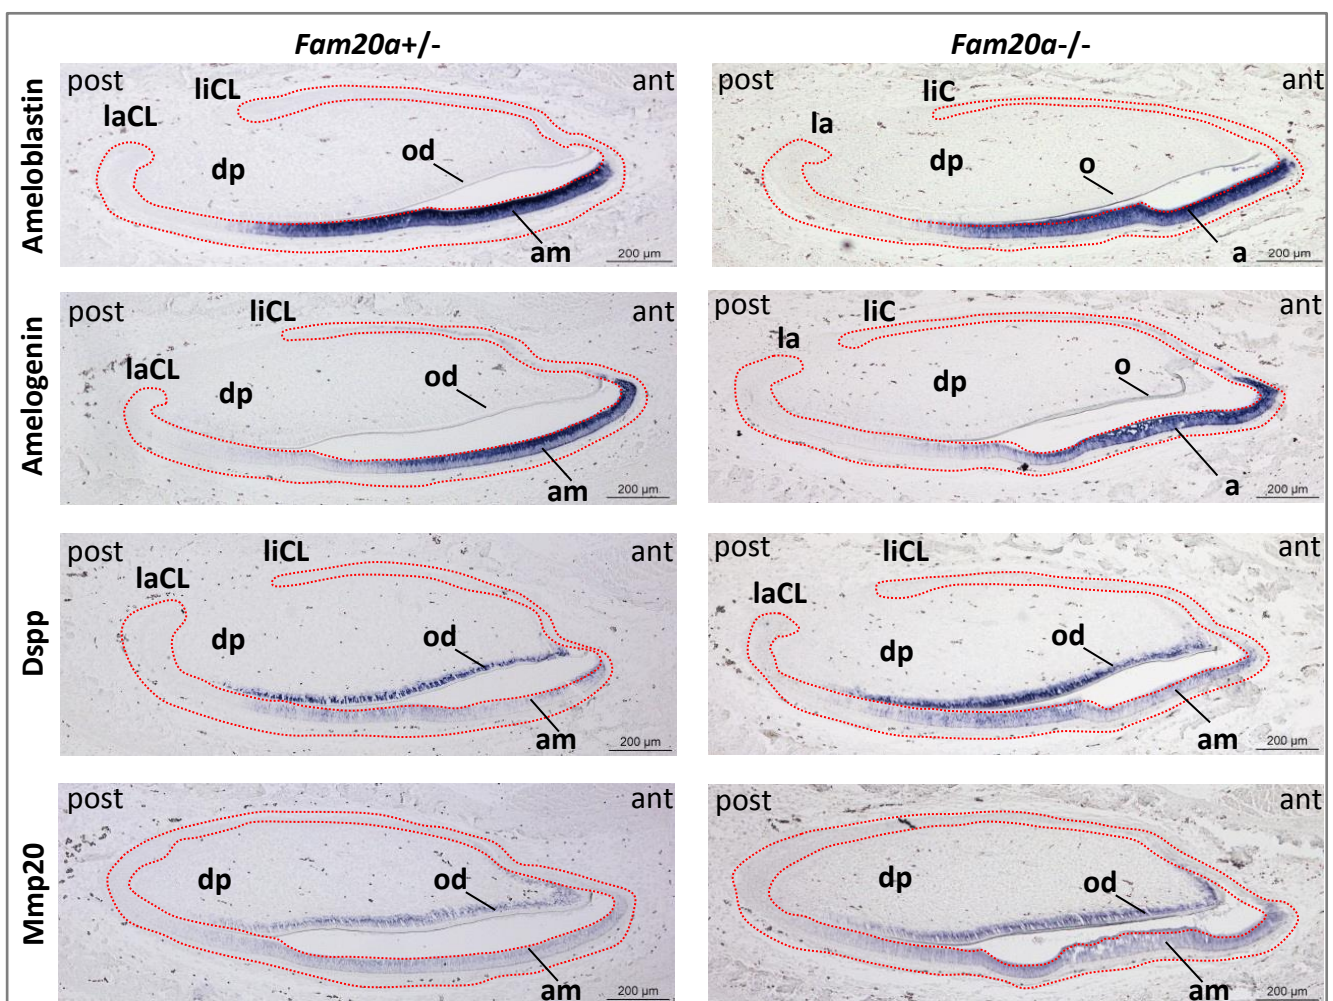 Fam20a+/-
Fam20a-/-
Ameloblastin
post
liCL
ant
laCL
od
dp
am
200 µm
post
liC
ant
la
dp
o
a
200 µm
Amelogenin
post
liCL
ant
laCL
od
dp
am
200 µm
post
liC
ant
la
o
dp
a
200 µm
Dspp
post
liCL
ant
laCL
dp
od
am
200 µm
post
liCL
ant
laCL
od
dp
am
200 µm
Mmp20
post
ant
dp
od
am
200 µm
post
ant
dp
od
am
200 µm